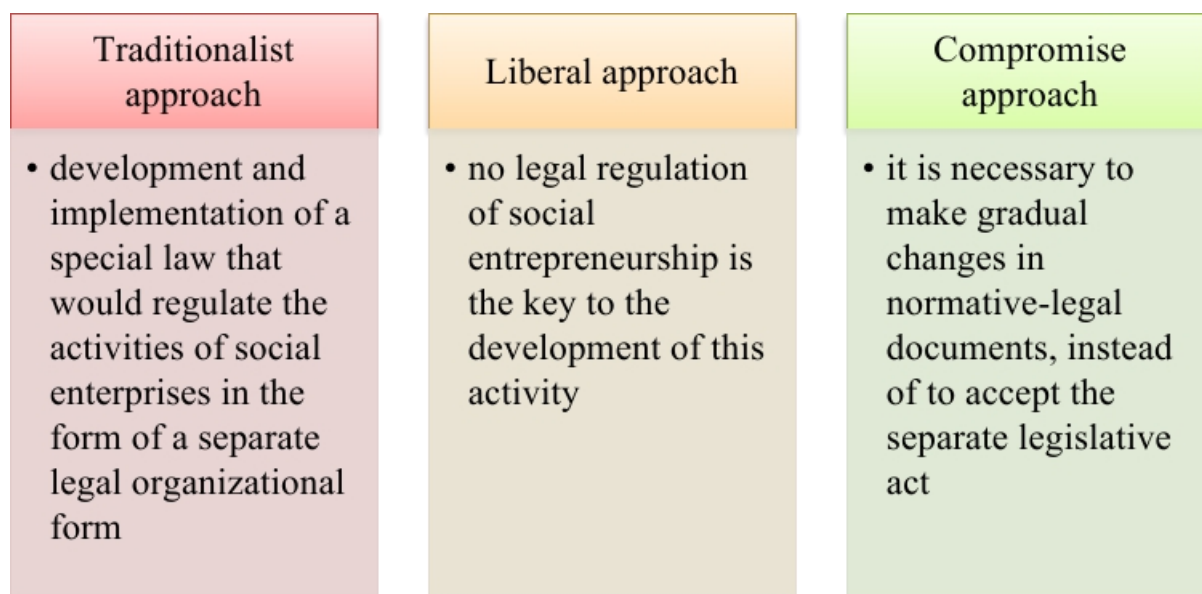 Traditionalist
approach
• development and
implementation of a
special law that
would regulate the
activities of social
enterprises in the
form of a separate
legal organizational
form
Liberal approach
• no legal regulation
of social
entrepreneurship is
the key to the
development of this
activity
Compromise
approach
• it is necessary to
make gradual
changes in
normative-legal
documents, instead
of to accept the
separate legislative
act